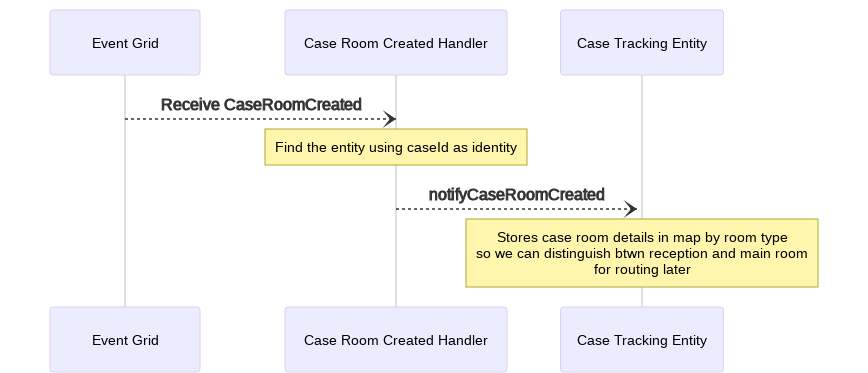 Event Grid
Case Room Created Handler
Case Tracking Entity
Receive CaseRoomCreated
Find the entity using caseId as identity
notifyCaseRoomCreated
Stores case room details in map by room type
so we can distinguish btwn reception and main room
for routing later
Event Grid
Case Room Created Handler
Case Tracking Entity